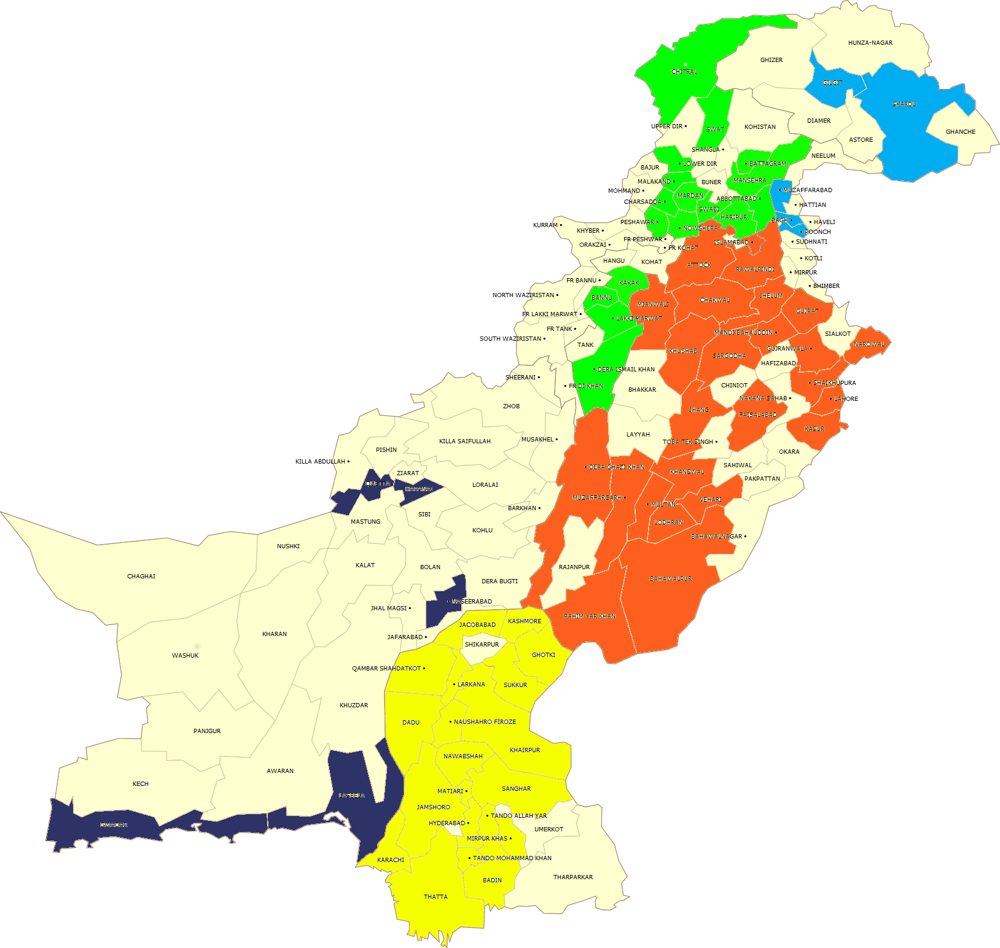 HUNZA-NAGAR
GHIZER
CHITRAL
GILGIT
SKARDU
DIAMER
UPPER DIR
SWAT
KOHISTAN
GHANCHE
ASTORE
SHANGLA
NEELUM
BAJUR
LOWER DIR
BATTAGRAM
MALAKAND
BUNER
MANSEHRA
MOHMAND
MUZAFFARABAD
MARDAN
ABBOTTABAD
CHARSADDA
HATTIAN
SWABI
HARIPUR
PESHAWAR
BAGH
HAVELI
KURRAM
KHYBER
NOWSHERA
POONCH
FR PESHWAR
ISLAMABAD
SUDHNATI
ORAKZAI
FR KOHAT
HANGU
KOHAT
ATTOCK
KOTLI
RAWALPINDI
MIRPUR
FR BANNU
KARAK
BHIMBER
NORTH WAZIRISTAN
BANNU
MIANWALI
CHAKWAL
JHELUM
FR LAKKI MARWAT
LAKKI MARWAT
GUJRAT
FR TANK
MANDI BAHAUDDIN
SIALKOT
SOUTH WAZIRISTAN
TANK
KHUSHAB
SARGODHA
GUJRANWALA
NAROWAL
HAFIZABAD
DERA ISMAIL KHAN
SHEERANI
FR DI KHAN
BHAKKAR
CHINIOT
SHAIKHUPURA
NAKANA SAHAB
LAHORE
ZHOB
JHANG
FAISALABAD
KASUR
KILLA SAIFULLAH
MUSAKHEL
LAYYAH
TOBA TEK SINGH
PISHIN
OKARA
KILLA ABDULLAH
ZIARAT
DERA GHAZI KHAN
KHANEWAL
SAHIWAL
PAKPATTAN
QUETTA
HARANAI
LORALAI
MUZAFFARGARH
MULTAN
VEHARI
BARKHAN
SIBI
MASTUNG
LODHRAN
KOHLU
BAHAWALNAGAR
NUSHKI
KALAT
BOLAN
RAJANPUR
CHAGHAI
DERA BUGTI
BAHAWALPUR
NASEERABAD
JHAL MAGSI
RAHIM YAR KHAN
KASHMORE
JACOBABAD
KHARAN
JAFARABAD
SHIKARPUR
WASHUK
GHOTKI
QAMBAR SHAHDATKOT
LARKANA
SUKKUR
KHUZDAR
DADU
NAUSHAHRO FIROZE
PANJGUR
KHAIRPUR
NAWABSHAH
AWARAN
KECH
SANGHAR
MATIARI
LASBELA
JAMSHORO
TANDO ALLAH YAR
GWADAR
HYDERABAD
UMERKOT
MIRPUR KHAS
KARACHI
TANDO MOHAMMAD KHAN
THARPARKAR
BADIN
THATTA